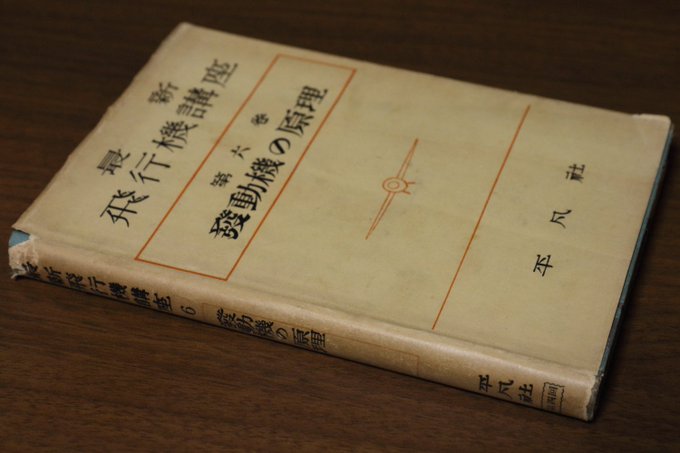 最新
飛行機講座
第六巻
發動機の原理
平凡社
最新飛行機講座 6 發動機の原理
平凡社